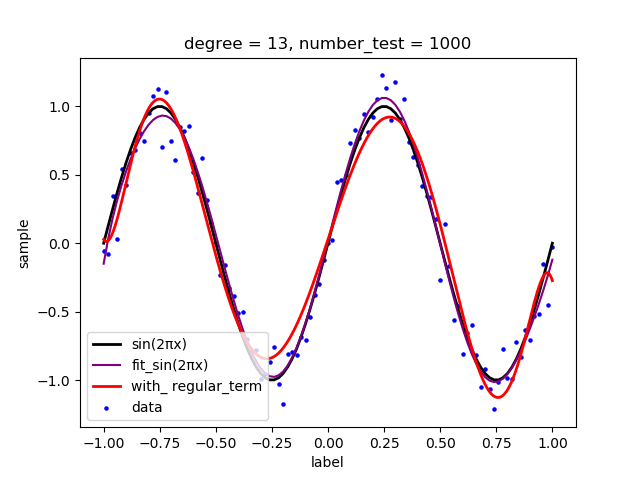 degree = 13, number_test = 1000
1.0
0.5
0.0
−0.5
−1.0
sample
sin(2πx)
fit_sin(2πx)
with_ regular_term
data
−1.00 −0.75 −0.50 −0.25 0.00 0.25 0.50 0.75 1.00
label